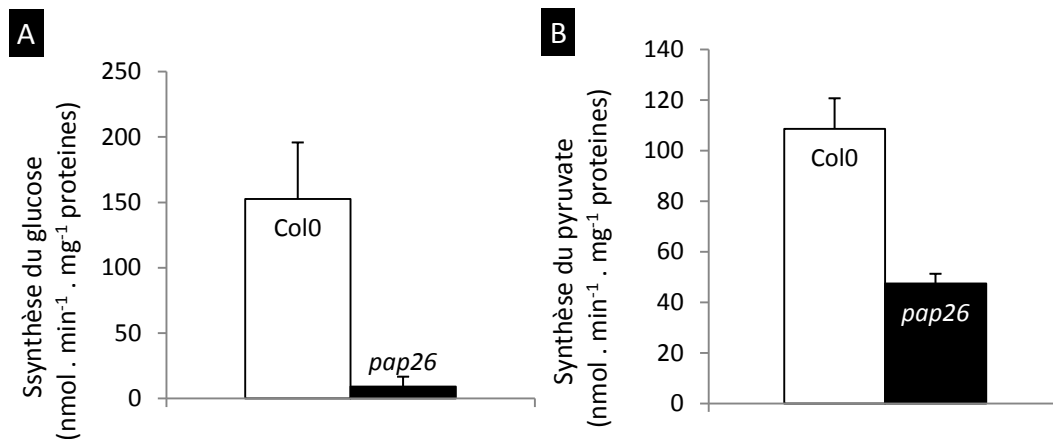 A
Ssynthèse du glucose
(nmol . min⁻¹ . mg⁻¹ proteines)
250
200
150
100
50
0
Col0
pap26
B
Synthèse du pyruvate
(nmol . min⁻¹ . mg⁻¹ proteines)
140
120
100
80
60
40
20
0
Col0
pap26